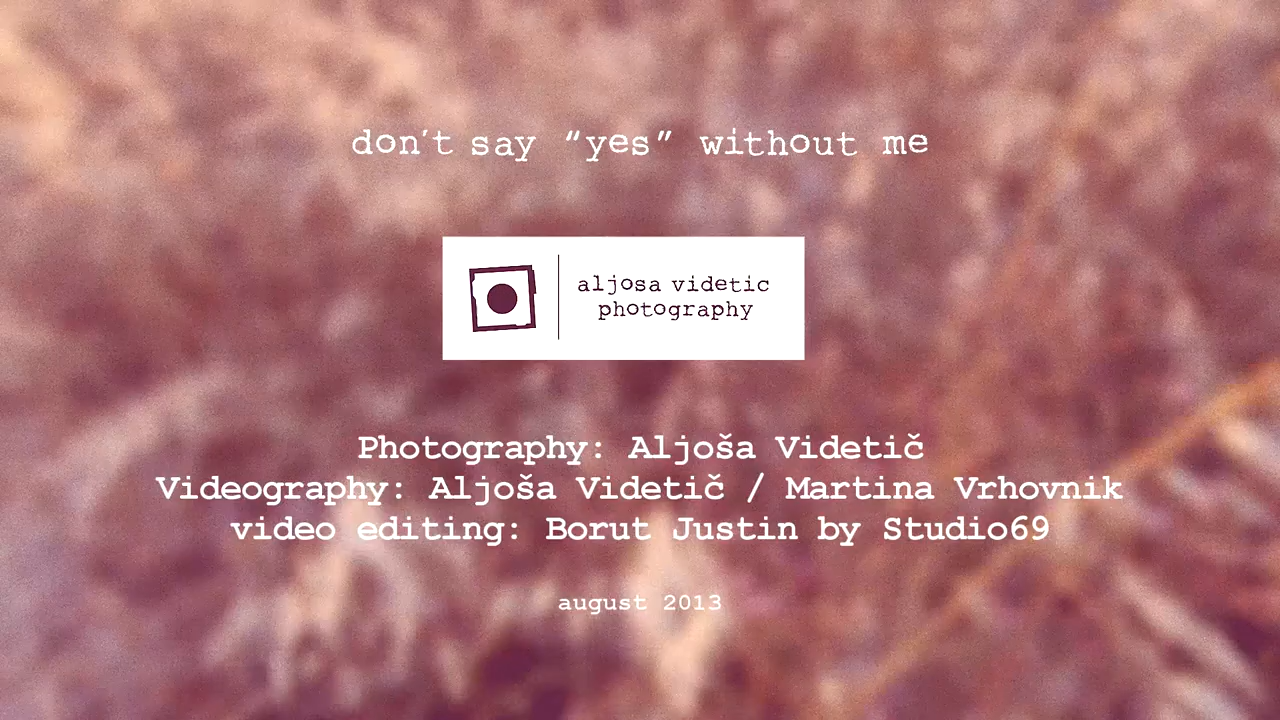 don't say “yes” without me
aljosa videtic
photography
Photography: Aljoša Videtič
Videography: Aljoša Videtič / Martina Vrhovnik
video editing: Borut Justin by Studio69
august 2013